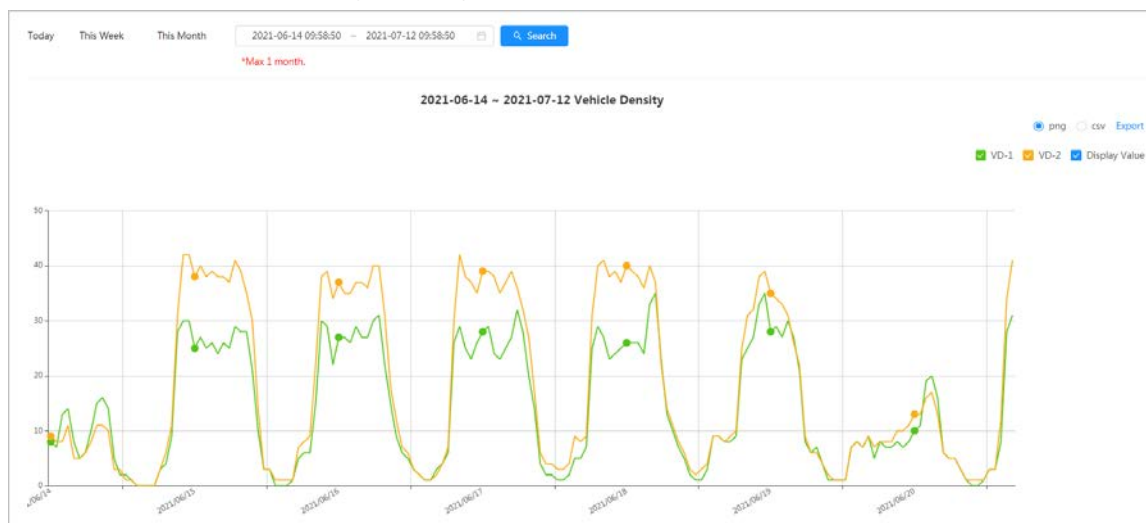 Today This Week This Month 2021-06-14 09:58:50 ~ 2021-07-12 09:58:50 Search
*Max 1 month.
2021-06-14 ~ 2021-07-12 Vehicle Density
png csv Export
VD-1 VD-2 Display Value
50
40
30
20
10
0
/06/14 2021/06/15 2021/06/16 2021/06/17 2021/06/18 2021/06/19 2021/06/20